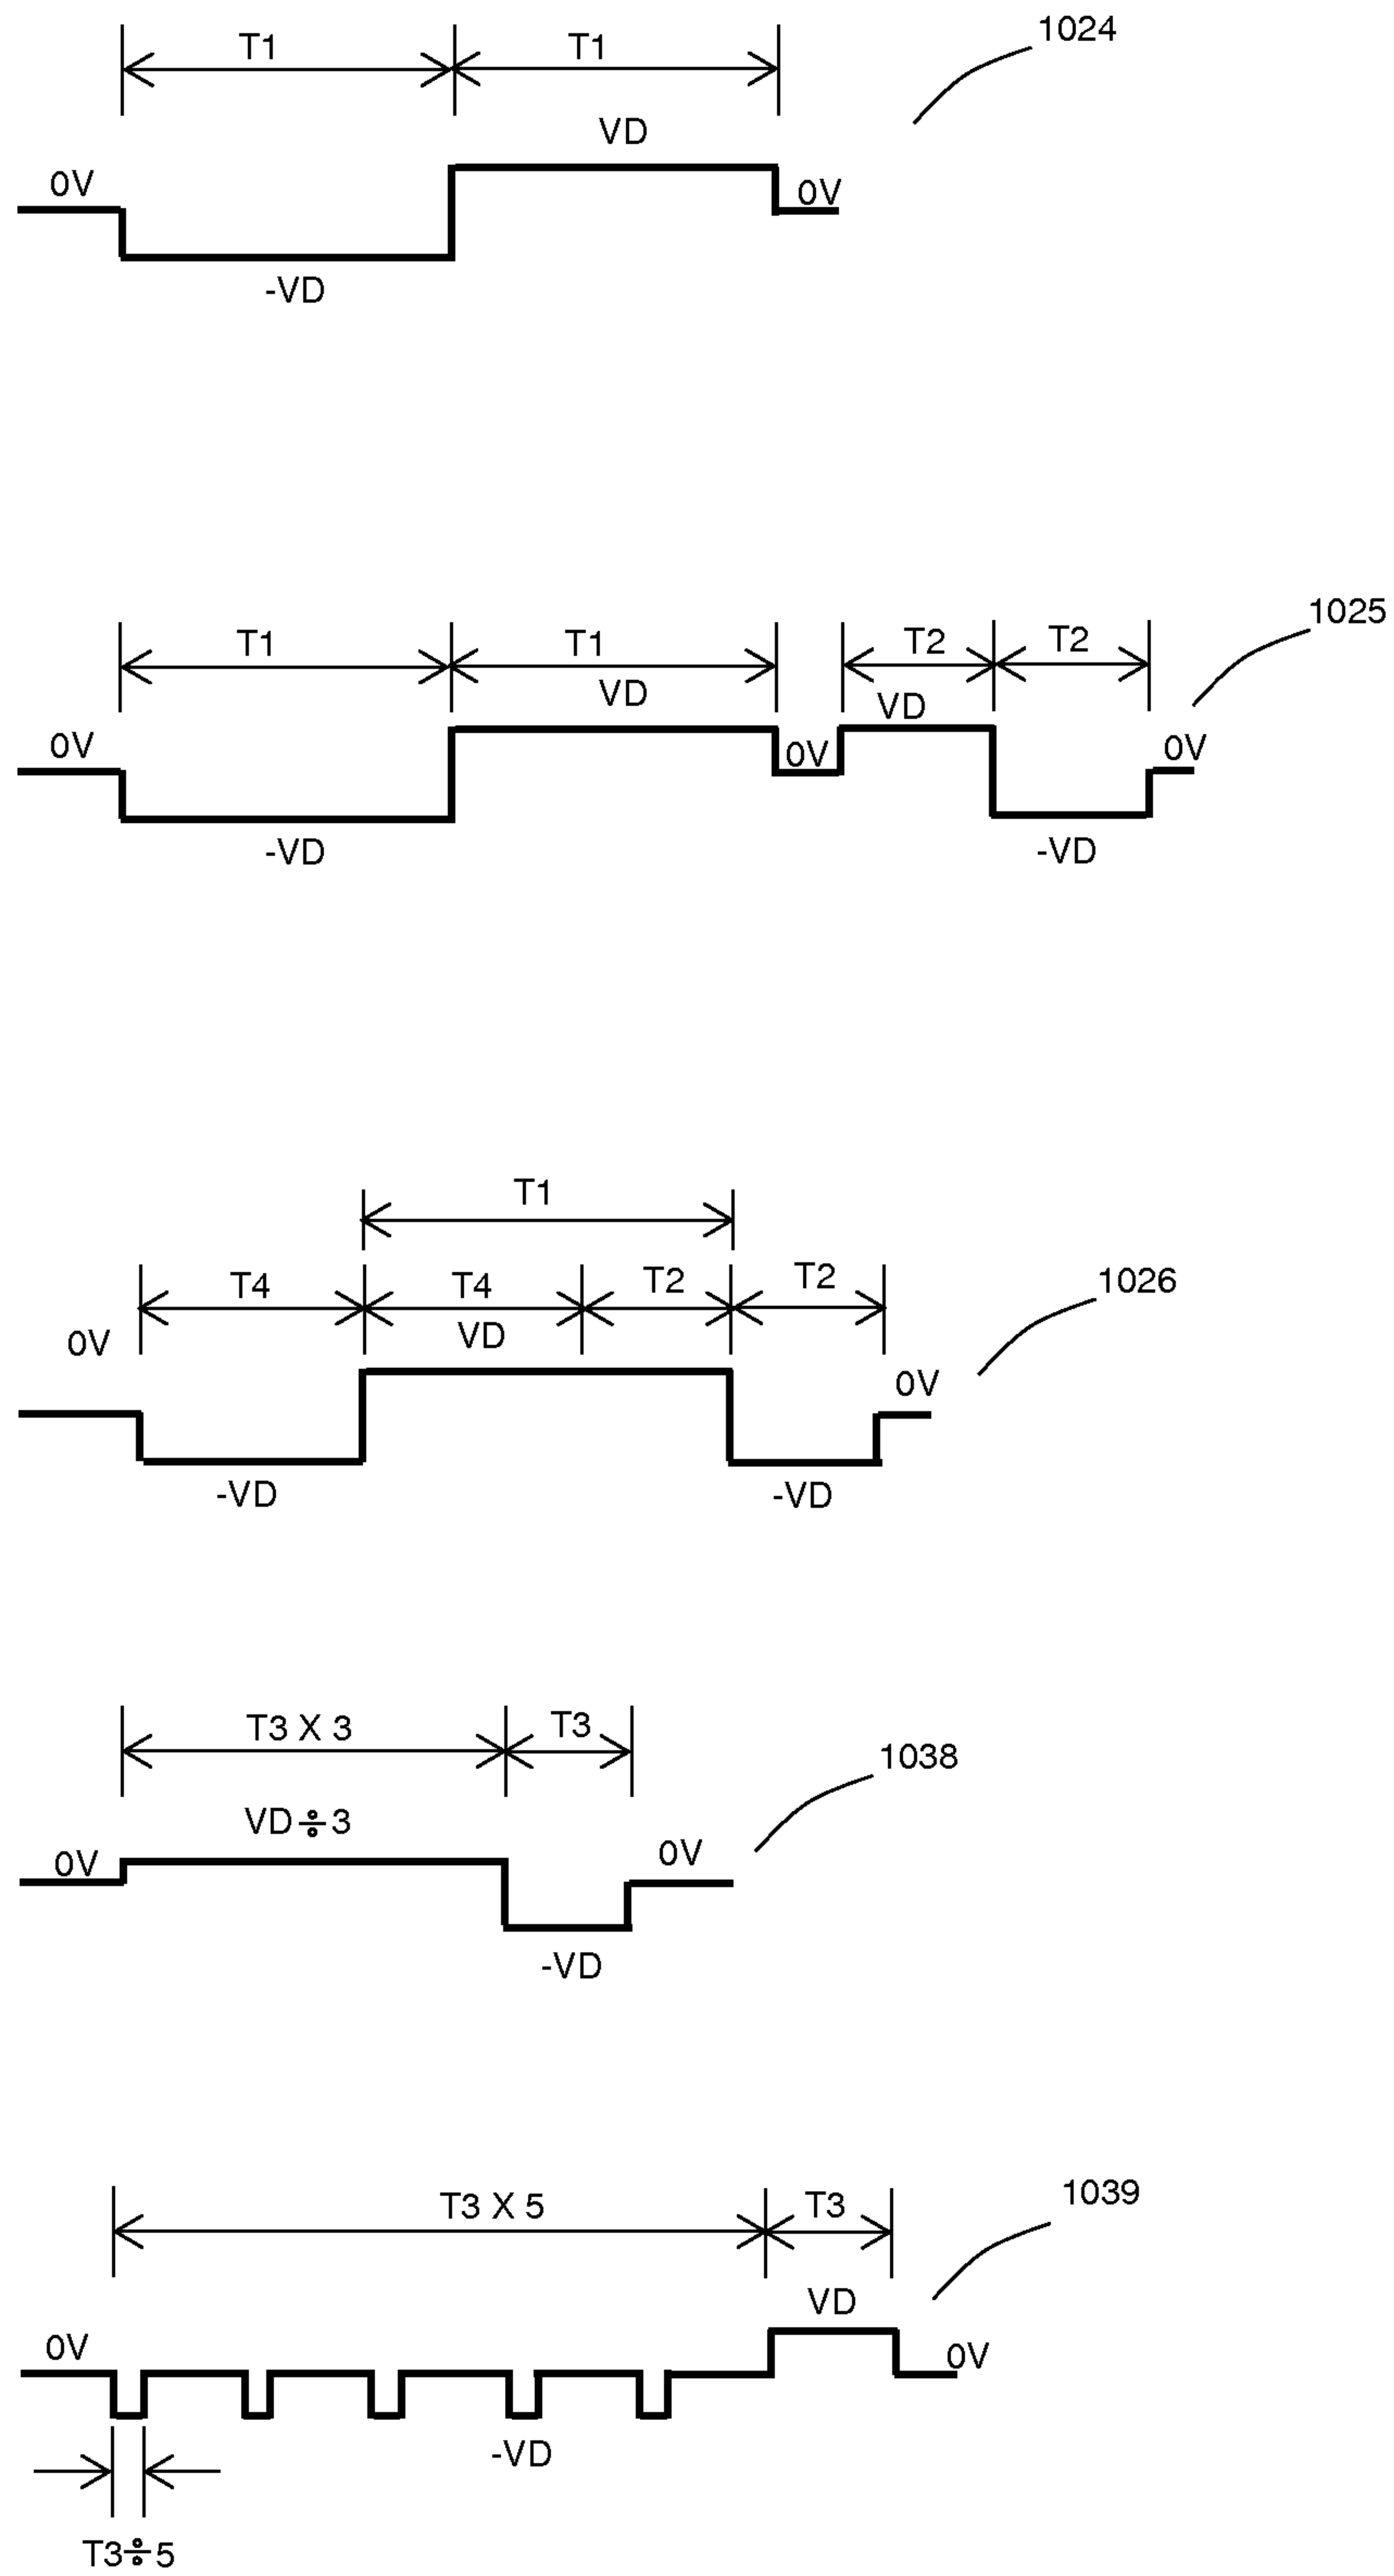 T1 T1 1024
VD
0V 0V
-VD
T1 T1 T2 T2 1025
VD VD
0V 0V 0V
-VD -VD
T1
T4 T4 T2 T2 1026
0V VD
0V
-VD -VD
T3 X 3 T3 1038
VD÷3
0V 0V
-VD
T3 X 5 T3 1039
VD
0V 0V
-VD
T3÷5